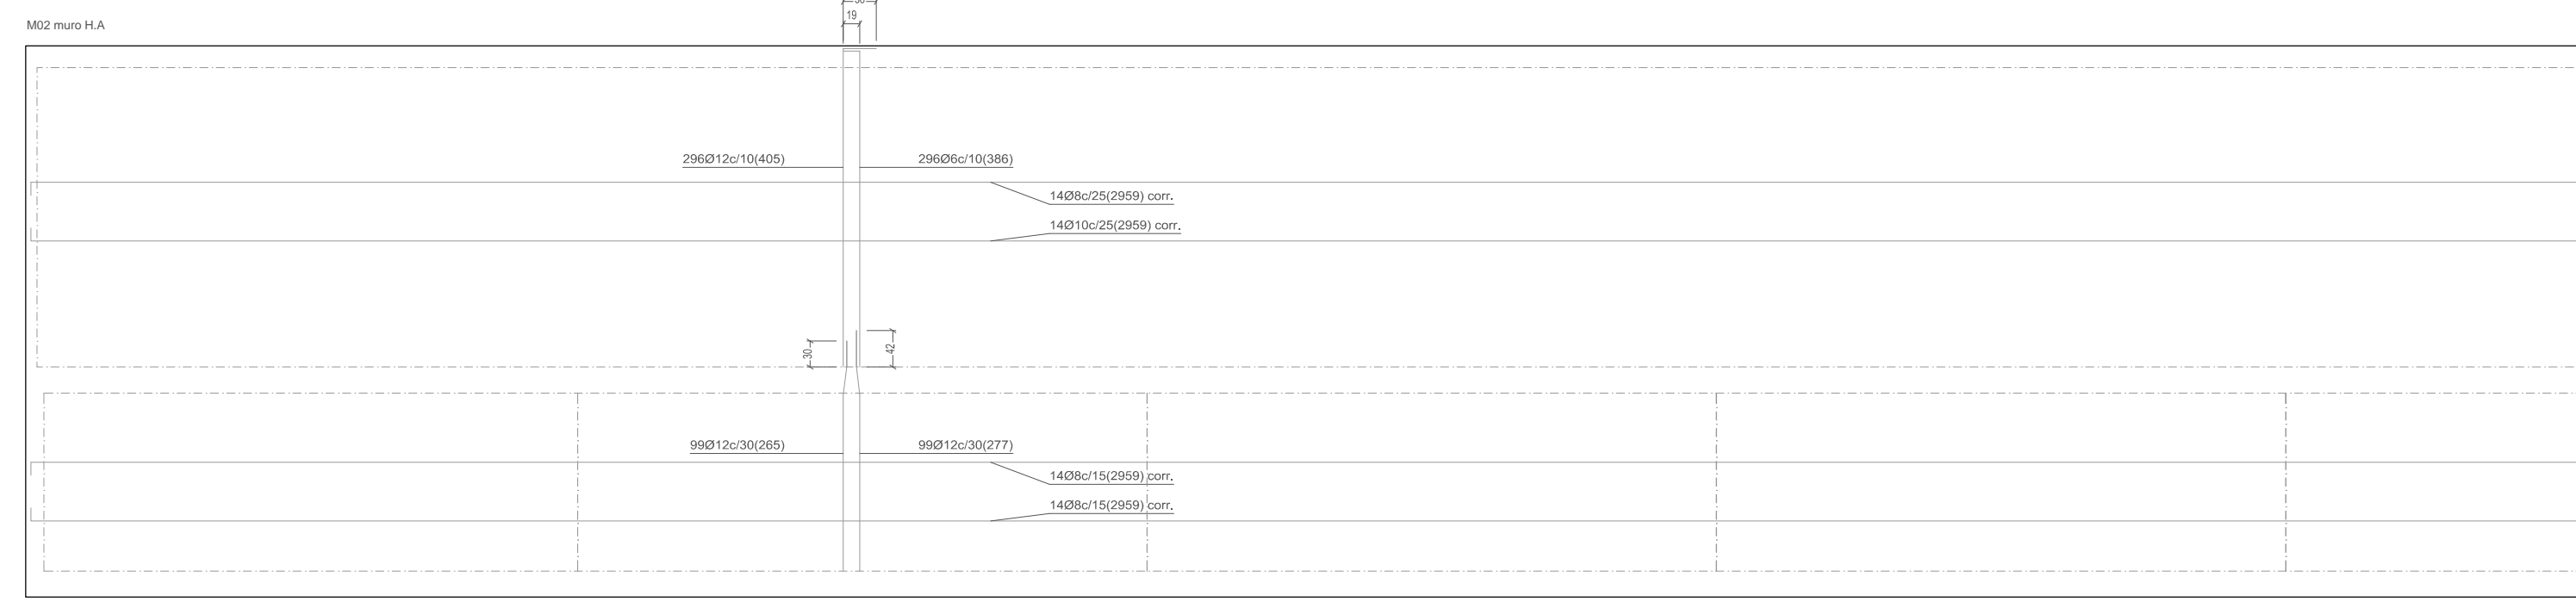 19
M02 muro H.A
296Ø12c/10(405)
296Ø6c/10(386)
14Ø8c/25(2959) corr.
14Ø10c/25(2959) corr.
30
42
99Ø12c/30(265)
99Ø12c/30(277)
14Ø8c/15(2959) corr.
14Ø8c/15(2959) corr.